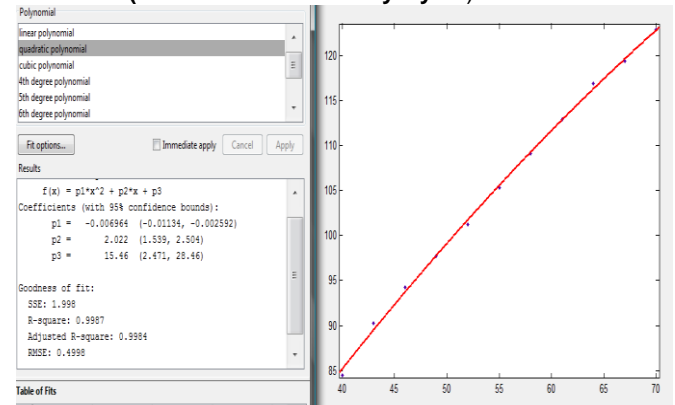 Polynomial
linear polynomial
quadratic polynomial
cubic polynomial
4th degree polynomial
5th degree polynomial
6th degree polynomial
Fit options...
Immediate apply
Cancel
Apply
Results
f(x) = p1*x^2 + p2*x + p3
Coefficients (with 95% confidence bounds):
p1 = -0.006964 (-0.01134, -0.002592)
p2 = 2.022 (1.539, 2.504)
p3 = 15.46 (2.471, 28.46)
Goodness of fit:
SSE: 1.998
R-square: 0.9987
Adjusted R-square: 0.9984
RMSE: 0.4998
Table of Fits
120
115
110
105
100
95
90
85
40 45 50 55 60 65 70